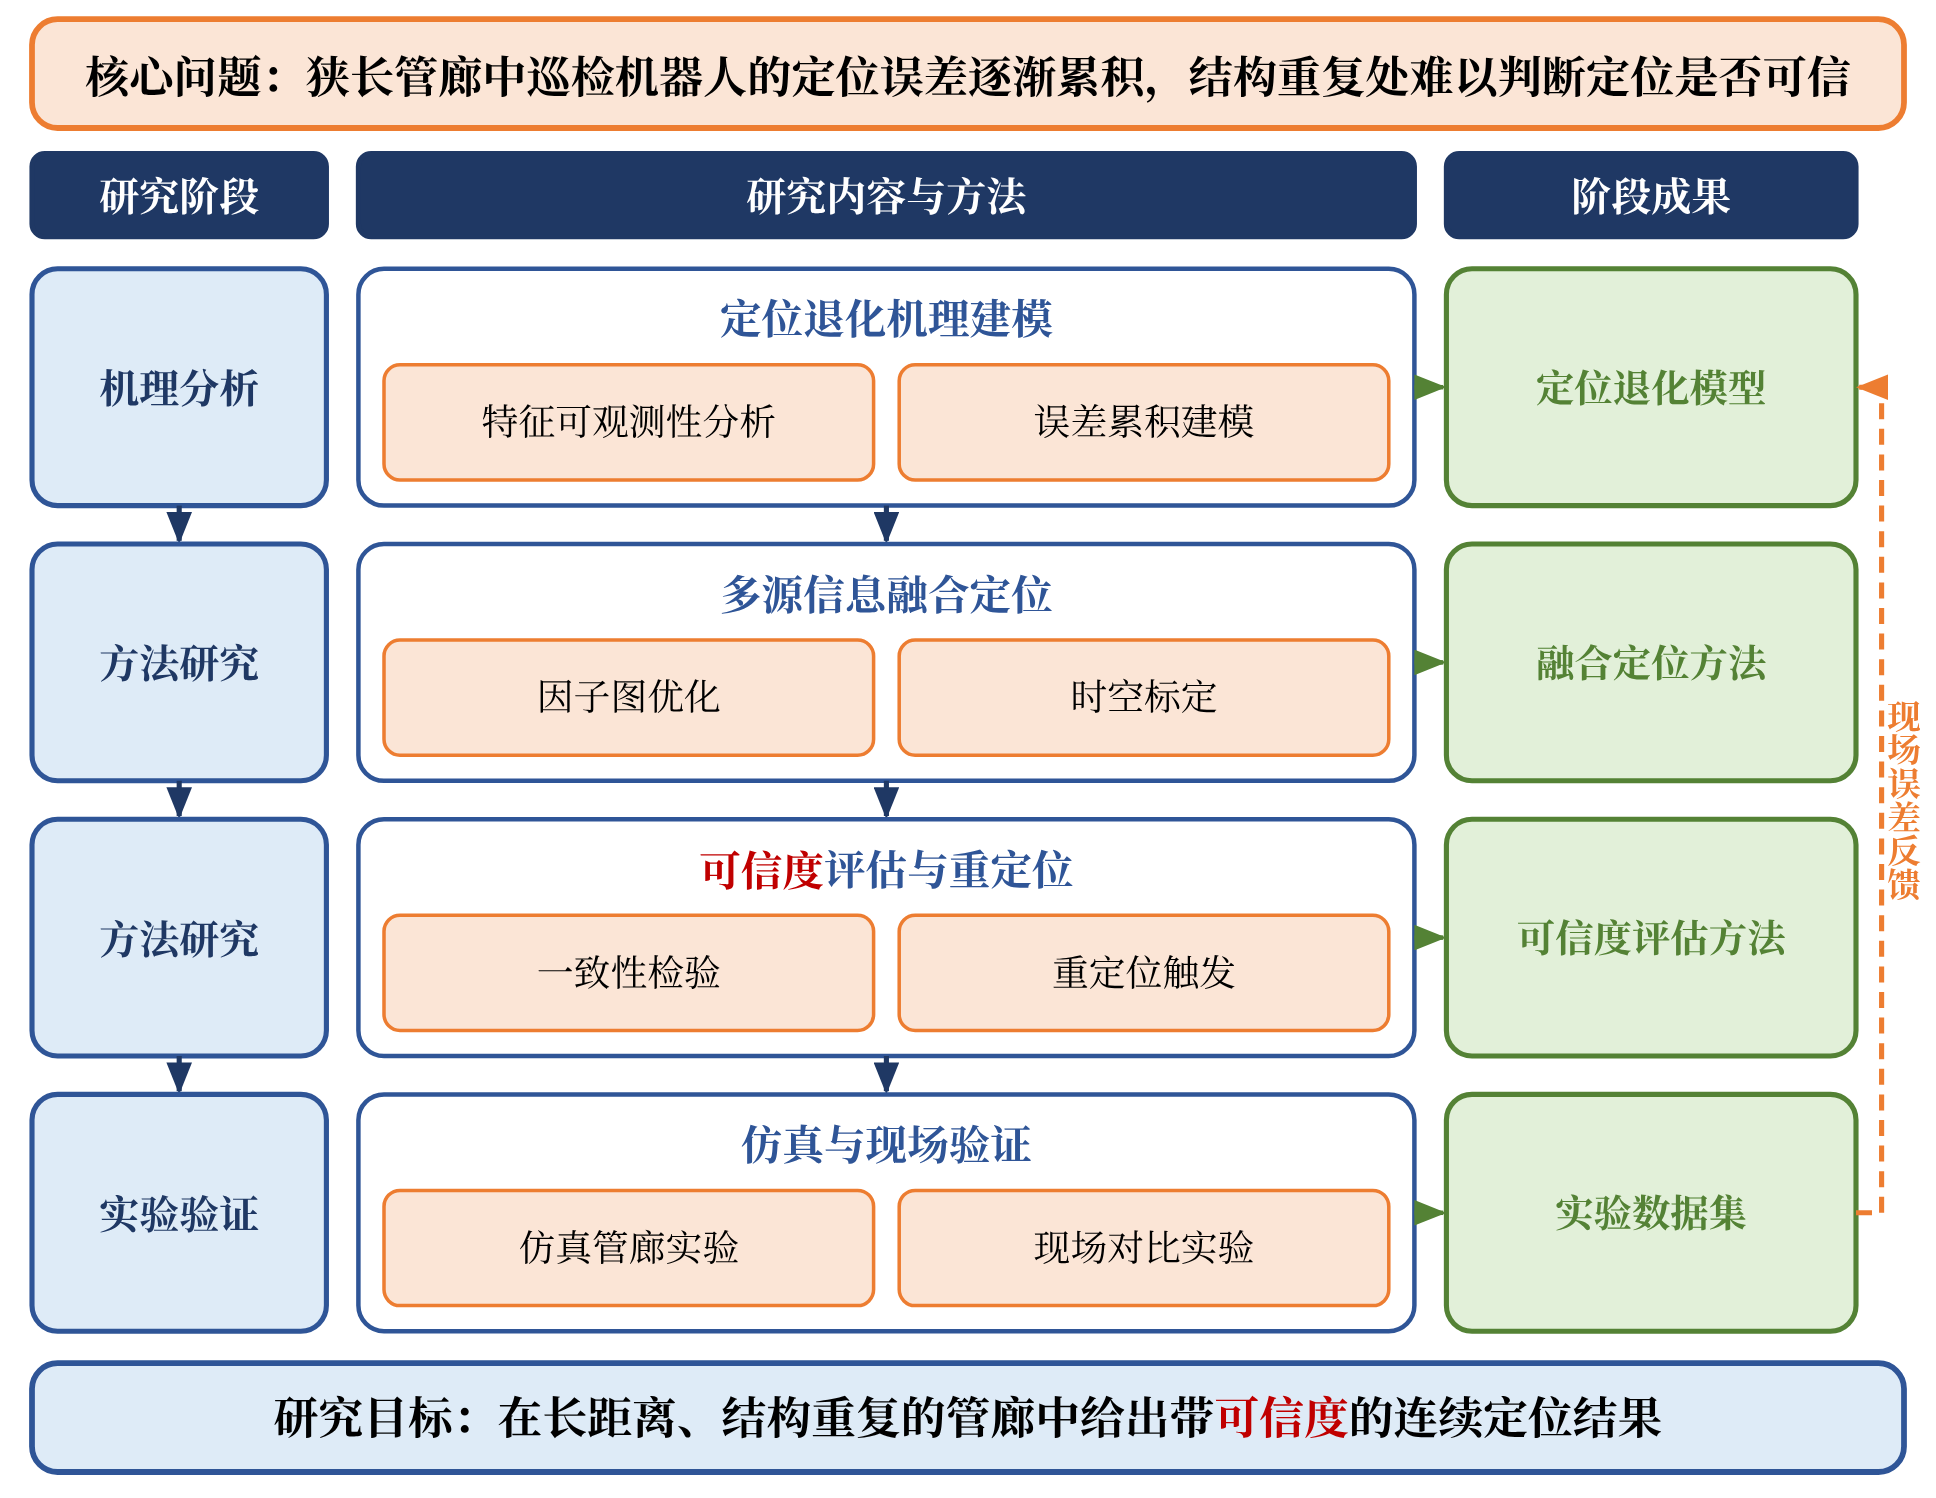 核心问题：狭长管廊中巡检机器人的定位误差逐渐累积，结构重复处难以判断定位是否可信
研究阶段
研究内容与方法
阶段成果
机理分析
定位退化机理建模
特征可观测性分析
误差累积建模
定位退化模型
方法研究
多源信息融合定位
因子图优化
时空标定
融合定位方法
方法研究
可信度评估与重定位
一致性检验
重定位触发
可信度评估方法
实验验证
仿真与现场验证
仿真管廊实验
现场对比实验
实验数据集
现场误差反馈
研究目标：在长距离、结构重复的管廊中给出带可信度的连续定位结果